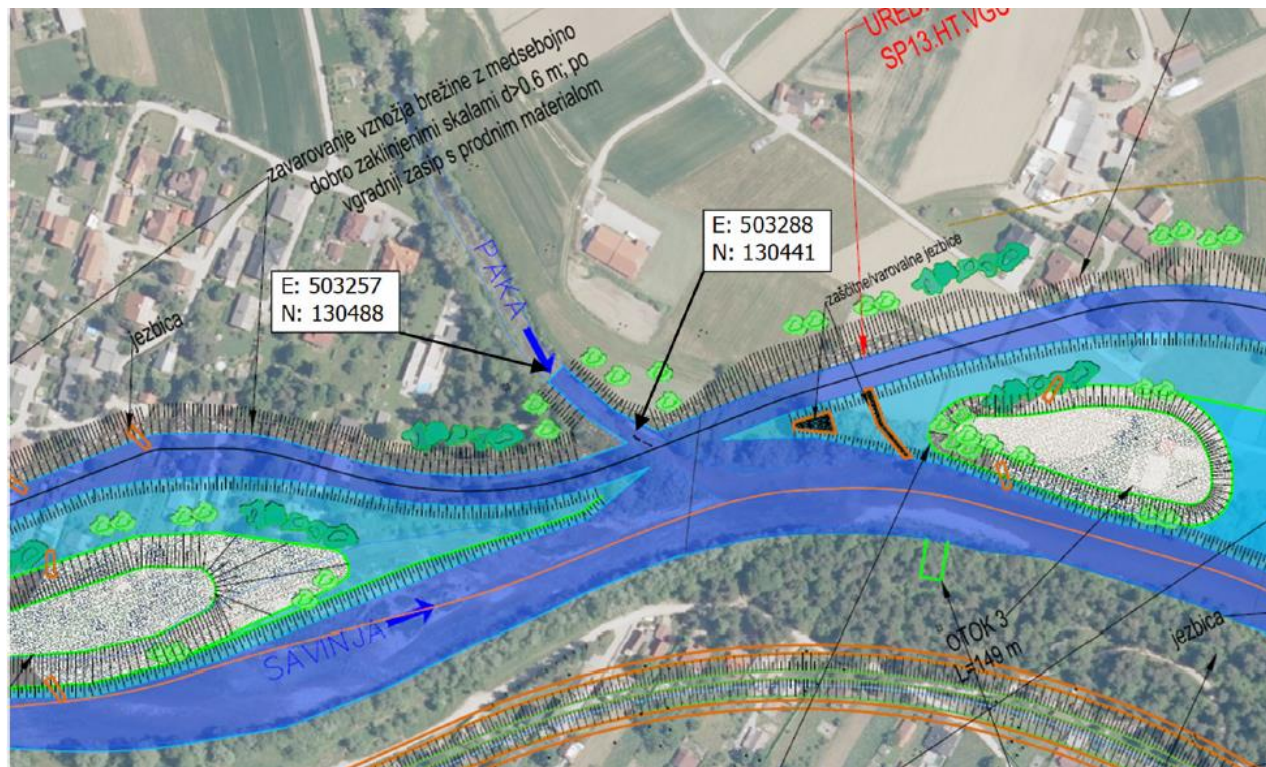 zavarovanje vznožja brežine z medsebojno
dobro zaklinjenimi skalami d>0.6 m; po
vgradnji zasip s prodnim materialom
SP13.HT.VGU
E: 503288
N: 130441
PAKA
zaščitne/varovalne jezbice
E: 503257
N: 130488
jezbica
SAVINJA
OTOK 3
L=149 m
jezbica